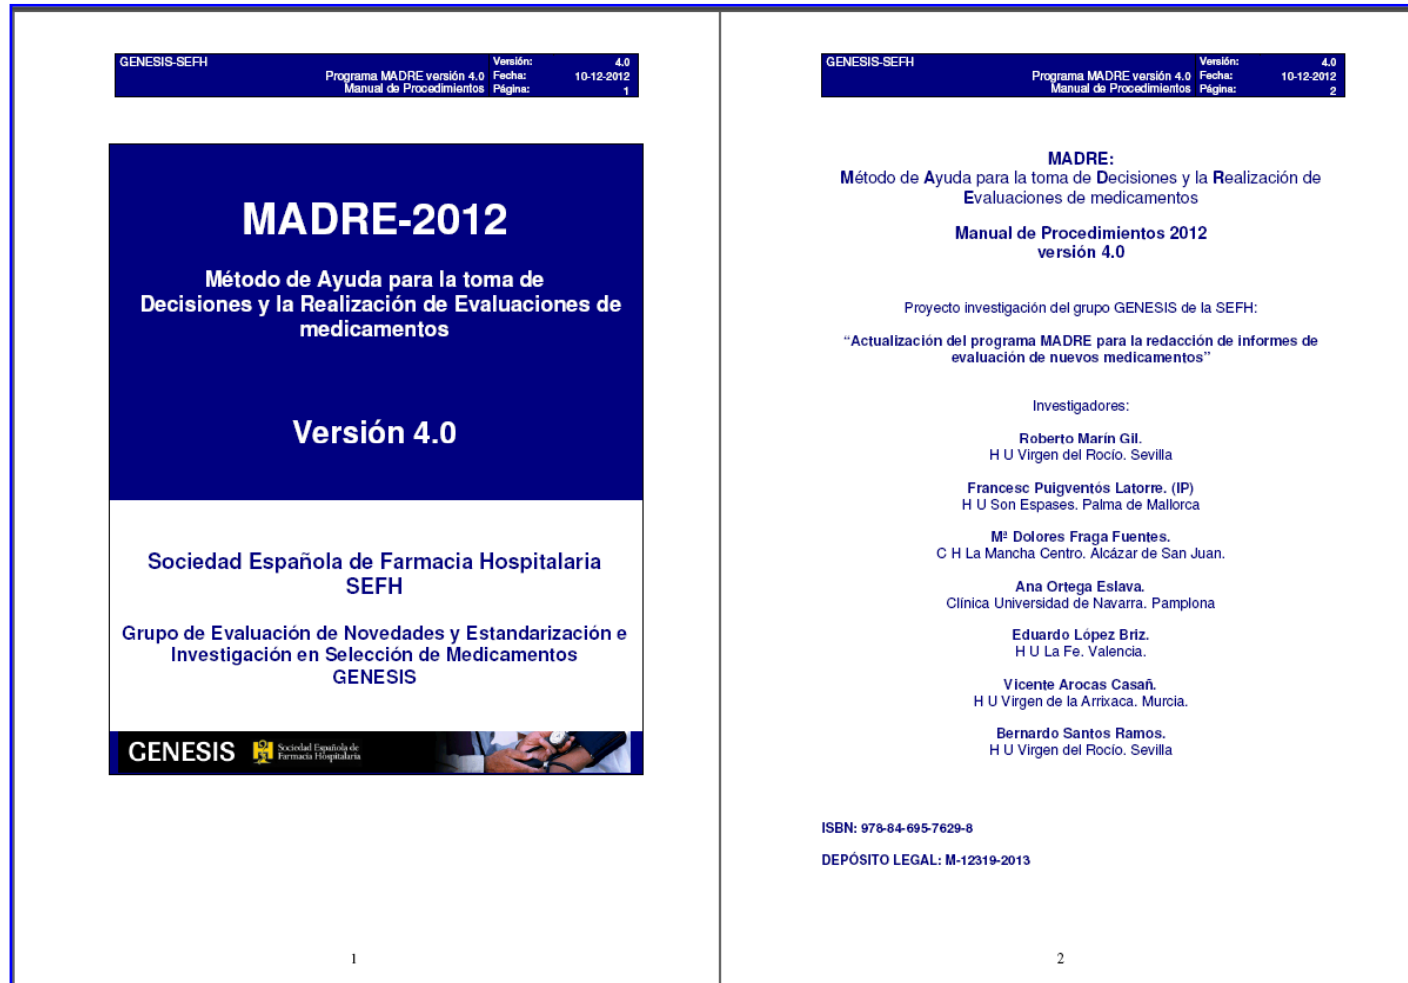 GENESIS-SEFH
Programa MADRE versión 4.0
Manual de Procedimientos
Versión: 4.0
Fecha: 10-12-2012
Página: 1
MADRE-2012
Método de Ayuda para la toma de
Decisiones y la Realización de Evaluaciones de
medicamentos
Versión 4.0
Sociedad Española de Farmacia Hospitalaria
SEFH
Grupo de Evaluación de Novedades y Estandarización e
Investigación en Selección de Medicamentos
GENESIS
GENESIS
Sociedad Española de
Farmacia Hospitalaria
1
GENESIS-SEFH
Programa MADRE versión 4.0
Manual de Procedimientos
Versión: 4.0
Fecha: 10-12-2012
Página: 2
MADRE:
Método de Ayuda para la toma de Decisiones y la Realización de
Evaluaciones de medicamentos
Manual de Procedimientos 2012
versión 4.0
Proyecto investigación del grupo GENESIS de la SEFH:
“Actualización del programa MADRE para la redacción de informes de
evaluación de nuevos medicamentos”
Investigadores:
Roberto Marín Gil.
H U Virgen del Rocío. Sevilla
Francesc Puigventós Latorre. (IP)
H U Son Espases. Palma de Mallorca
Mª Dolores Fraga Fuentes.
C H La Mancha Centro. Alcázar de San Juan.
Ana Ortega Eslava.
Clínica Universidad de Navarra. Pamplona
Eduardo López Briz.
H U La Fe. Valencia.
Vicente Arocas Casañ.
H U Virgen de la Arrixaca. Murcia.
Bernardo Santos Ramos.
H U Virgen del Rocío. Sevilla
ISBN: 978-84-695-7629-8
DEPÓSITO LEGAL: M-12319-2013
2